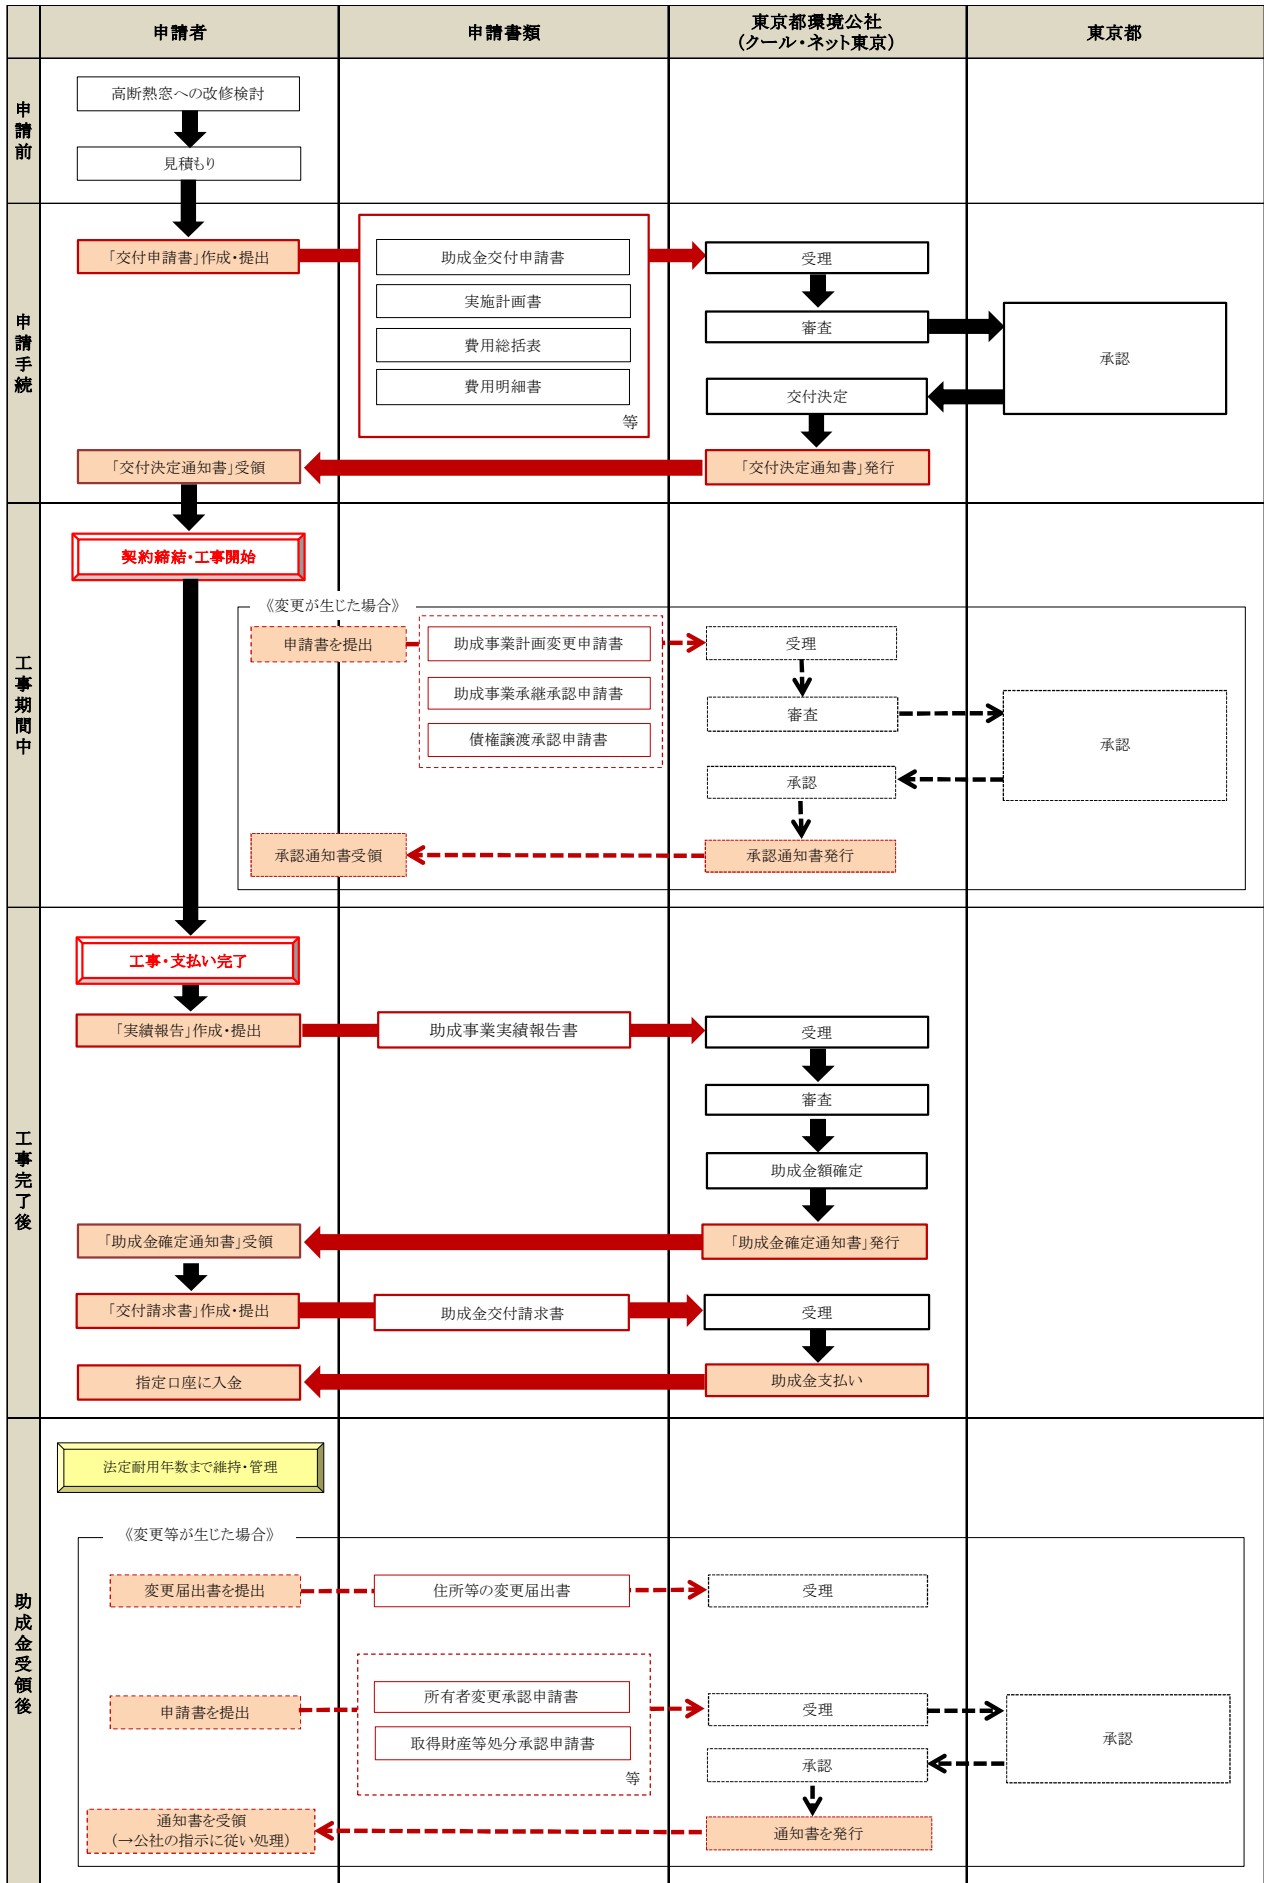 申請者
申請書類
東京都環境公社
(クール・ネット東京)
東京都
申請前
高断熱窓への改修検討
見積もり
申請手続
「交付申請書」作成・提出
助成金交付申請書
実施計画書
費用総括表
費用明細書
等
受理
審査
承認
交付決定
「交付決定通知書」受領
「交付決定通知書」発行
工事期間中
契約締結・工事開始
《変更が生じた場合》
申請書を提出
助成事業計画変更申請書
助成事業承継承認申請書
債権譲渡承認申請書
受理
審査
承認
承認
承認通知書受領
承認通知書発行
工事完了後
工事・支払い完了
「実績報告」作成・提出
助成事業実績報告書
受理
審査
助成金額確定
「助成金確定通知書」受領
「助成金確定通知書」発行
「交付請求書」作成・提出
助成金交付請求書
受理
指定口座に入金
助成金支払い
助成金受領後
法定耐用年数まで維持・管理
《変更等が生じた場合》
変更届出書を提出
住所等の変更届出書
受理
申請書を提出
所有者変更承認申請書
取得財産等処分承認申請書
等
受理
承認
承認
通知書を受領
(→公社の指示に従い処理)
通知書を発行